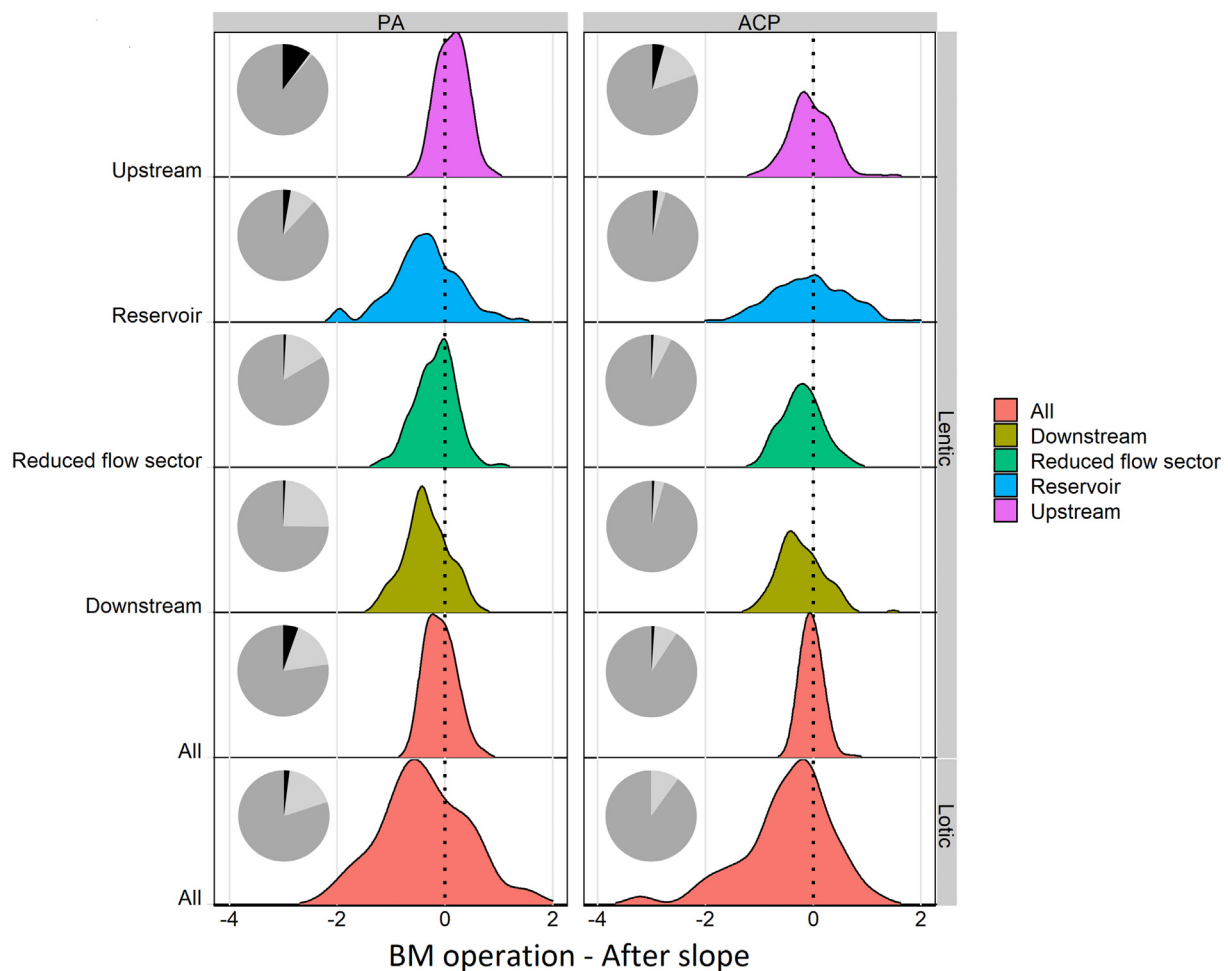 PA
ACP
Upstream
Reservoir
Reduced flow sector
Downstream
All
All
Lentic
Lotic
All
Downstream
Reduced flow sector
Reservoir
Upstream
-4 -2 0 2 -4 -2 0 2
BM operation - After slope